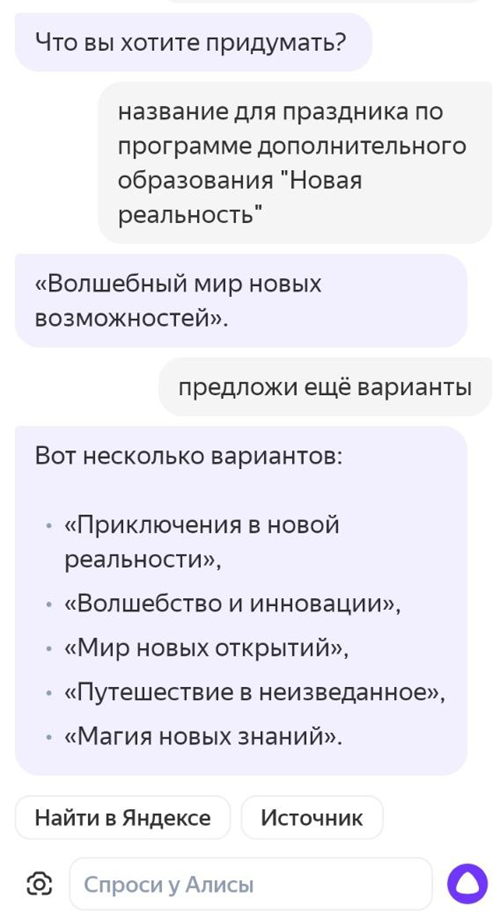 Что вы хотите придумать?
название для праздника по
программе дополнительного
образования "Новая
реальность"
«Волшебный мир новых
возможностей».
предложи ещё варианты
Вот несколько вариантов:
«Приключения в новой
реальности»,
«Волшебство и инновации»,
«Мир новых открытий»,
«Путешествие в неизведанное»,
«Магия новых знаний».
Найти в Яндексе Источник
Спроси у Алисы